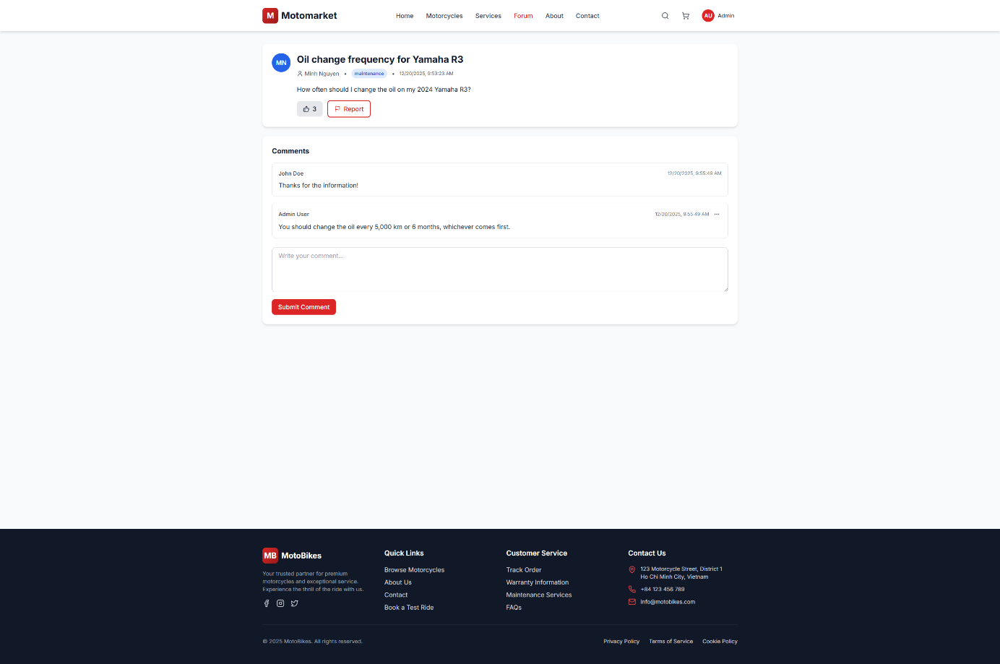 M Motomarket
Home Motorcycles Services Forum About Contact
AU Admin
MN
Oil change frequency for Yamaha R3
Minh Nguyen • maintenance • 12/20/2025, 9:53:23 AM
How often should I change the oil on my 2024 Yamaha R3?
3 Report
Comments
John Doe 12/20/2025, 9:55:49 AM
Thanks for the information!
Admin User 12/20/2025, 9:55:49 AM
You should change the oil every 5,000 km or 6 months, whichever comes first.
Write your comment...
Submit Comment
MB MotoBikes
Your trusted partner for premium
motorcycles and exceptional service.
Experience the thrill of the ride with us.
Quick Links
Browse Motorcycles
About Us
Contact
Book a Test Ride
Customer Service
Track Order
Warranty Information
Maintenance Services
FAQs
Contact Us
123 Motorcycle Street, District 1
Ho Chi Minh City, Vietnam
+84 123 456 789
info@motobikes.com
© 2025 MotoBikes. All rights reserved.
Privacy Policy Terms of Service Cookie Policy